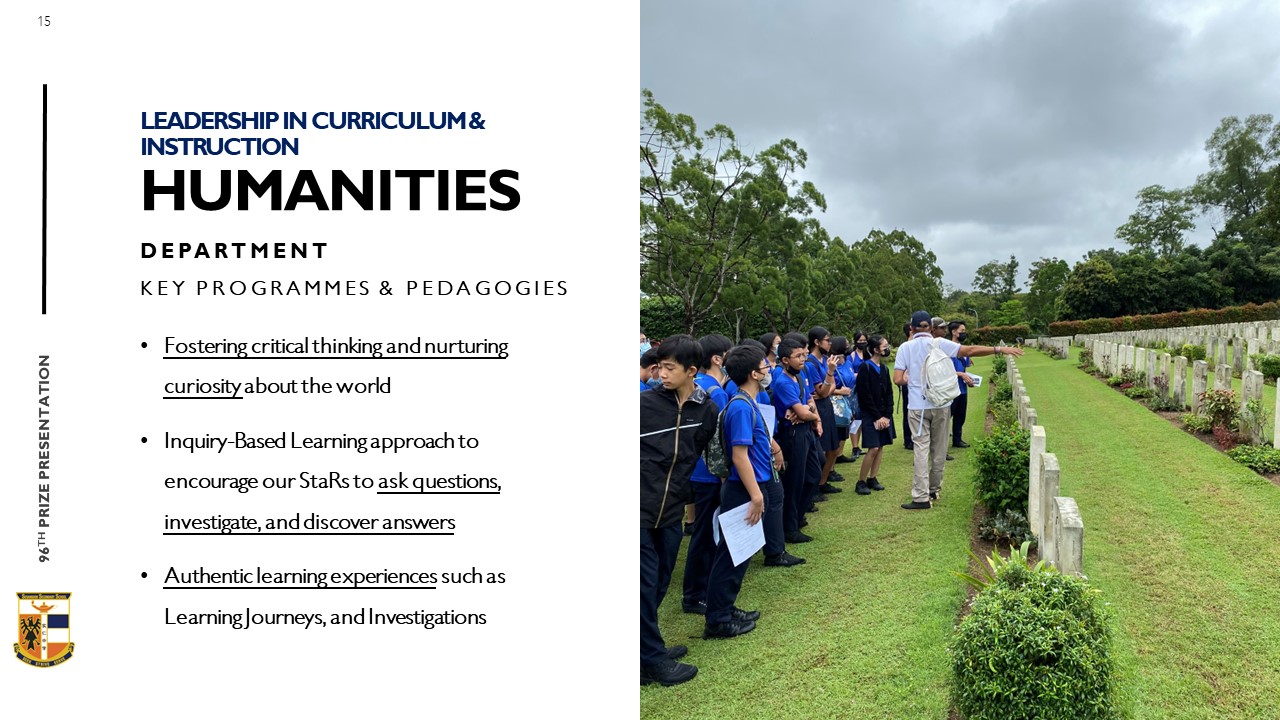 15
LEADERSHIP IN CURRICULUM &
INSTRUCTION
HUMANITIES
DEPARTMENT
KEY PROGRAMMES & PEDAGOGIES
• Fostering critical thinking and nurturing
curiosity about the world
• Inquiry-Based Learning approach to
encourage our StaRs to ask questions,
investigate, and discover answers
• Authentic learning experiences such as
Learning Journeys, and Investigations
96TH PRIZE PRESENTATION